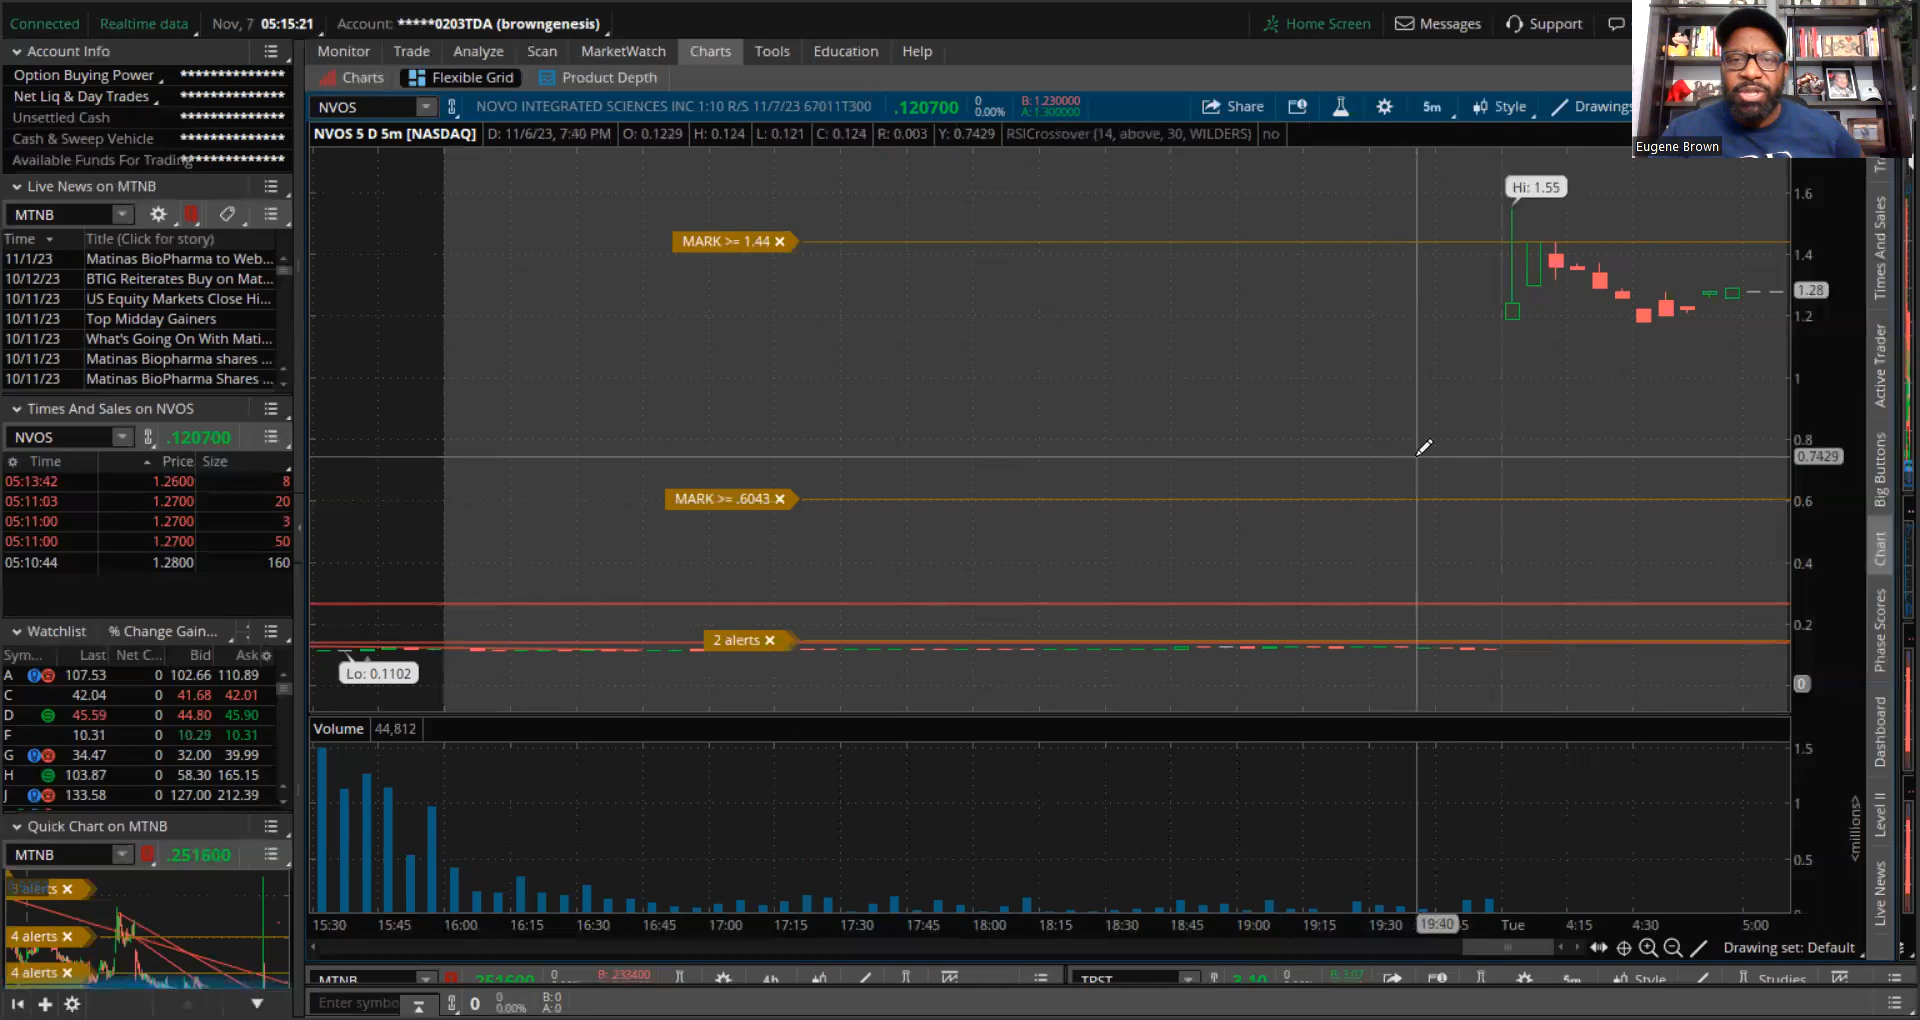 Connected Realtime data Nov, 7 05:15:21 Account: *****0203TDA (browngenesis) Home Screen Messages Support
Account Info
Option Buying Power **************
Net Liq & Day Trades **************
Unsettled Cash **************
Cash & Sweep Vehicle **************
Available Funds For Trading **************
Live News on MTNB
MTNB
Time Title (Click for story)
11/1/23 Matinas BioPharma to Web...
10/12/23 BTIG Reiterates Buy on Mat...
10/11/23 US Equity Markets Close Hi...
10/11/23 Top Midday Gainers
10/11/23 What's Going On With Mati...
10/11/23 Matinas Biopharma shares ...
10/11/23 Matinas BioPharma Shares ...
Times And Sales on NVOS
NVOS .120700
Time Price Size
05:13:42 1.2600 8
05:11:03 1.2700 20
05:11:00 1.2700 3
05:11:00 1.2700 50
05:10:44 1.2800 160
Watchlist % Change Gain...
Sym... Last Net C... Bid Ask
A 107.53 0 102.66 110.89
C 42.04 0 41.68 42.01
D 45.59 0 44.80 45.90
F 10.31 0 10.29 10.31
G 34.47 0 32.00 39.99
H 103.87 0 58.30 165.15
J 133.58 0 127.00 212.39
Quick Chart on MTNB
MTNB .251600
3 alerts
4 alerts
4 alerts
Monitor Trade Analyze Scan MarketWatch Charts Tools Education Help
Charts Flexible Grid Product Depth
NVOS NOVO INTEGRATED SCIENCES INC 1:10 R/S 11/7/23 67011T300 .120700 0 0.00% B: 1.230000 A: 1.300000 Share 5m Style Drawings
NVOS 5 D 5m [NASDAQ] D: 11/6/23, 7:40 PM O: 0.1229 H: 0.124 L: 0.121 C: 0.124 R: 0.003 Y: 0.7429 RSICrossover (14, above, 30, WILDERS) no
Eugene Brown
Hi: 1.55
MARK >= 1.44
MARK >= .6043
2 alerts
Lo: 0.1102
1.6
1.4
1.28
1.2
1
0.8
0.7429
0.6
0.4
0.2
0
Volume 44,812
1.5
1
0.5
<millions>
15:30 15:45 16:00 16:15 16:30 16:45 17:00 17:15 17:30 17:45 18:00 18:15 18:30 18:45 19:00 19:15 19:30 19:40 Tue 4:15 4:30 5:00
Drawing set: Default
MTNB .251600 0 B: .233400 4h TPST 3.10 0 B: 3.07 5m Style Studies
Enter symbo 0 0 0.00% B: 0 A: 0
Times And Sales
Active Trader
Big Buttons
Chart
Phase Scores
Dashboard
Level II
Live News